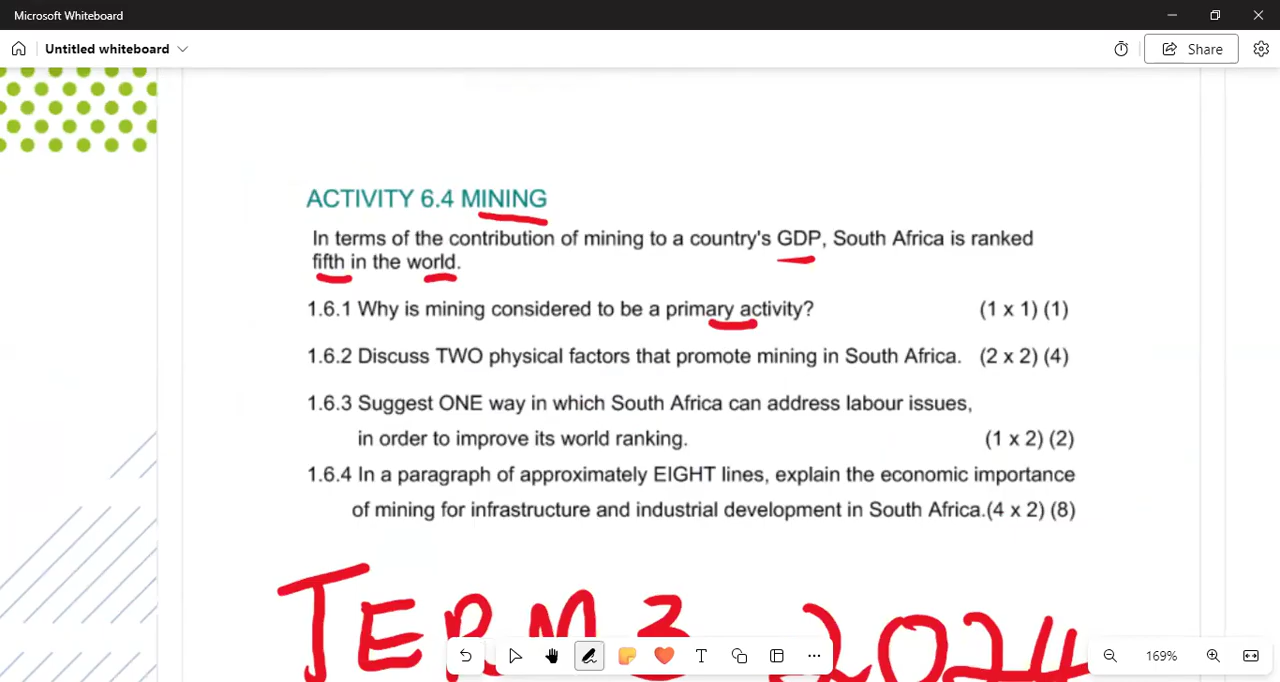 Microsoft Whiteboard
Untitled whiteboard
Share
ACTIVITY 6.4 MINING
In terms of the contribution of mining to a country's GDP, South Africa is ranked
fifth in the world.
1.6.1 Why is mining considered to be a primary activity? (1 x 1) (1)
1.6.2 Discuss TWO physical factors that promote mining in South Africa. (2 x 2) (4)
1.6.3 Suggest ONE way in which South Africa can address labour issues,
in order to improve its world ranking. (1 x 2) (2)
1.6.4 In a paragraph of approximately EIGHT lines, explain the economic importance
of mining for infrastructure and industrial development in South Africa.(4 x 2) (8)
TERM 3 2024
169%